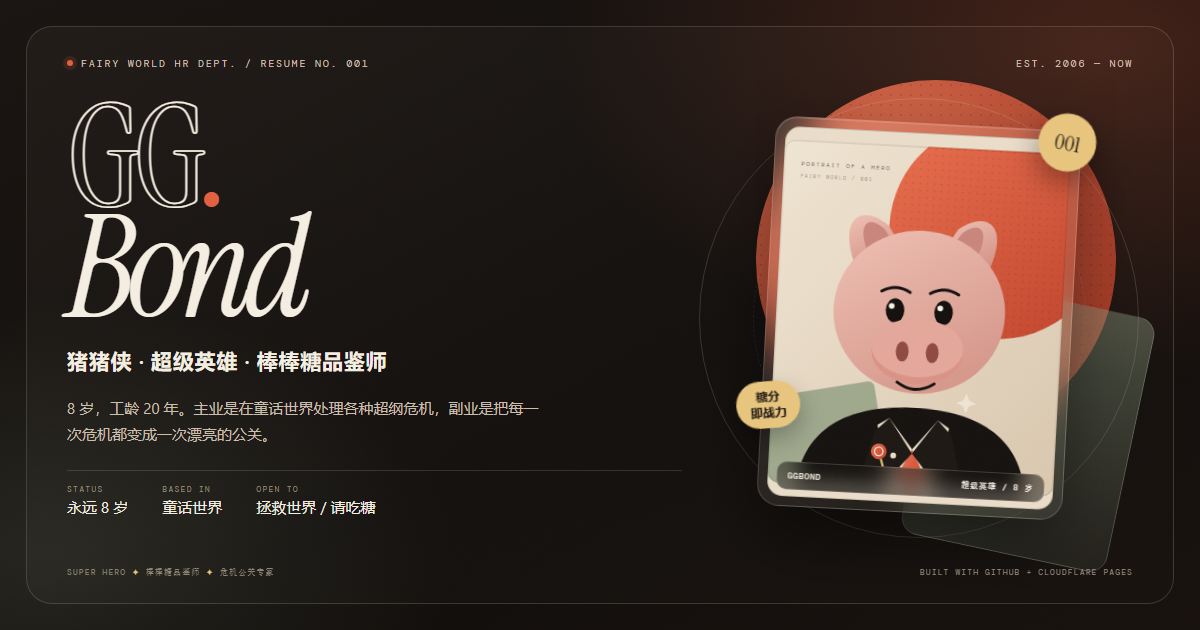 FAIRY WORLD HR DEPT. / RESUME NO. 001
EST. 2006 — NOW
GG.
Bond
猪猪侠 · 超级英雄 · 棒棒糖品鉴师
8 岁，工龄 20 年。主业是在童话世界处理各种超纲危机，副业是把每一
次危机都变成一次漂亮的公关。
STATUS
永远 8 岁
BASED IN
童话世界
OPEN TO
拯救世界 / 请吃糖
SUPER HERO ✦ 棒棒糖品鉴师 ✦ 危机公关专家
001
PORTRAIT OF A HERO
FAIRY WORLD / 001
糖分
即战力
GGBOND
超级英雄 / 8 岁
BUILT WITH GITHUB + CLOUDFLARE PAGES